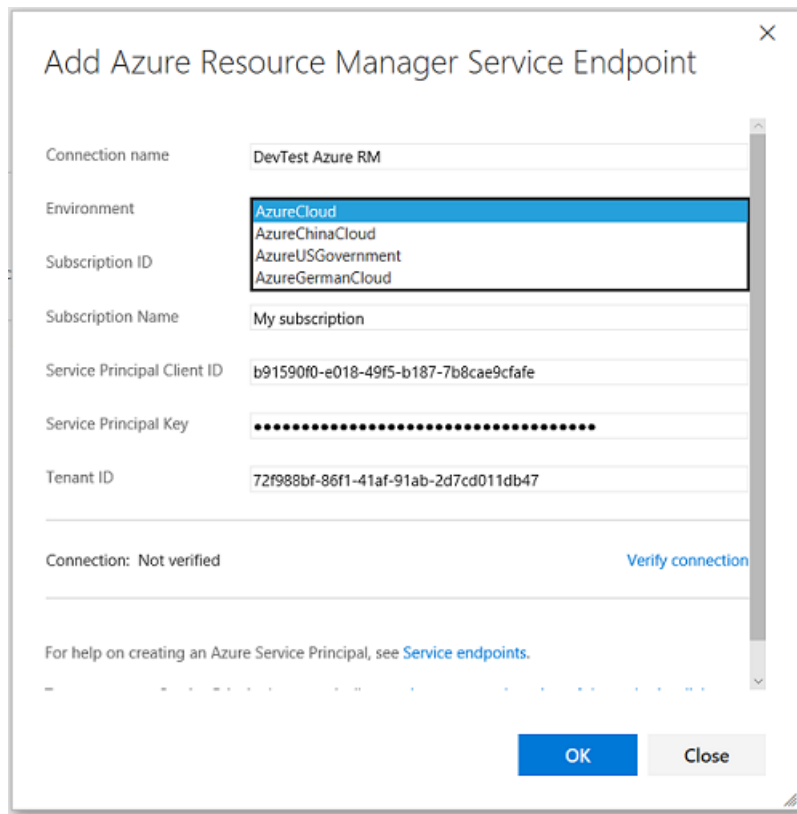 Add Azure Resource Manager Service Endpoint
Connection name
DevTest Azure RM
Environment
AzureCloud
AzureChinaCloud
AzureUSGovernment
AzureGermanCloud
Subscription ID
Subscription Name
My subscription
Service Principal Client ID
b91590f0-e018-49f5-b187-7b8cae9cfafe
Service Principal Key
Tenant ID
72f988bf-86f1-41af-91ab-2d7cd011db47
Connection: Not verified
Verify connection
For help on creating an Azure Service Principal, see Service endpoints.
OK
Close